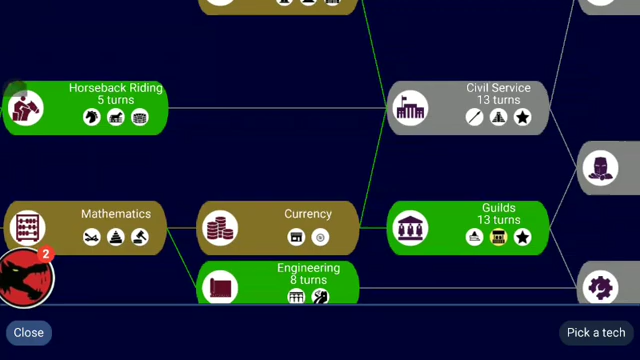 Horseback Riding
5 turns
Civil Service
13 turns
Mathematics
Currency
Guilds
13 turns
2
Engineering
8 turns
Close
Pick a tech